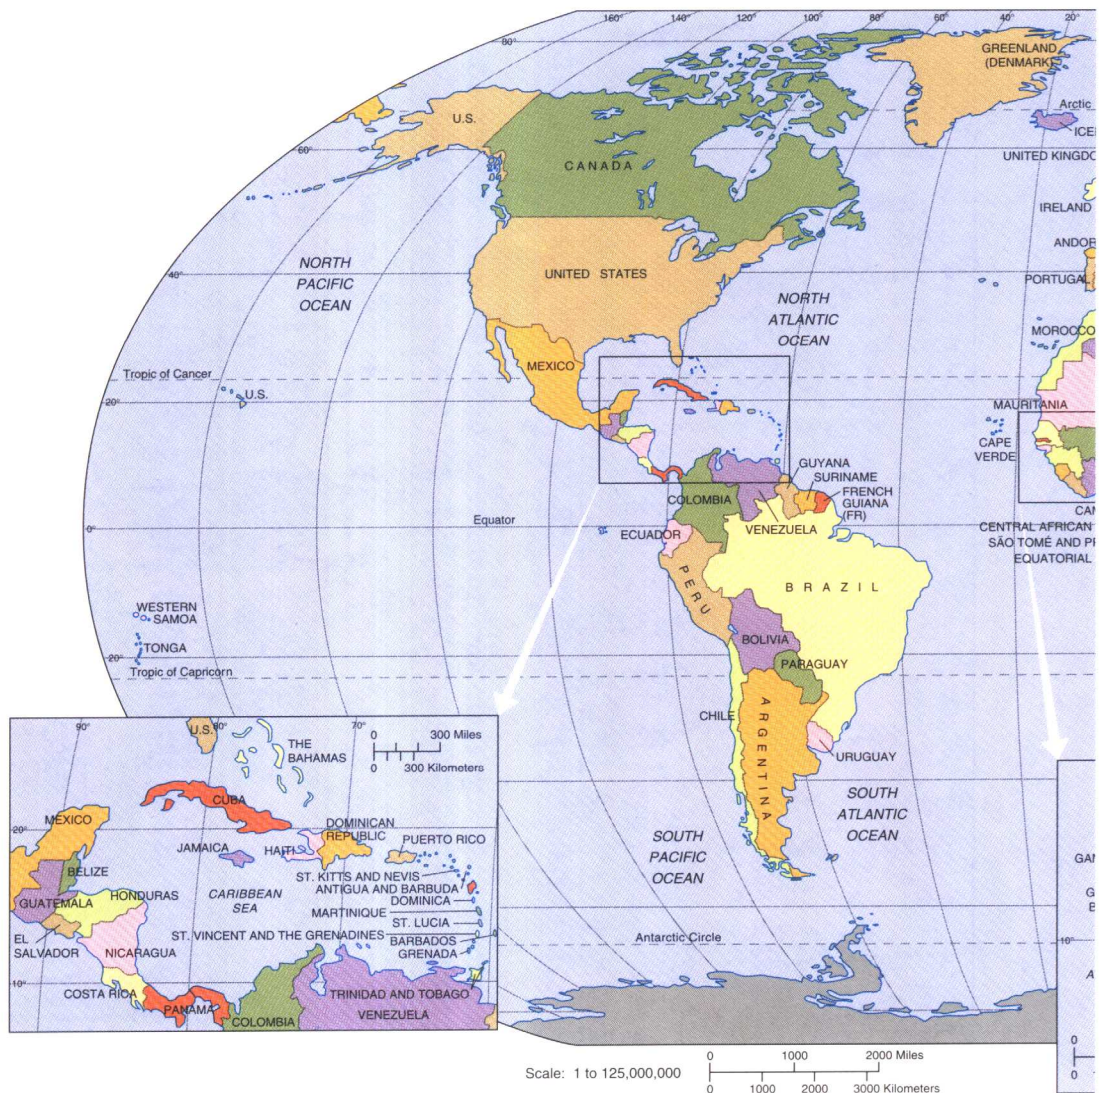 160° 140° 120° 100° 80° 60° 40° 20°
80°
GREENLAND
(DENMARK)
Arctic
U.S.
ICE
60°
UNITED KINGDO
CANADA
IRELAND
NORTH
PACIFIC
OCEAN
ANDOR
40°
UNITED STATES
PORTUGAL
NORTH
ATLANTIC
OCEAN
MOROCCO
MEXICO
Tropic of Cancer
U.S.
20°
MAURITANIA
CAPE
VERDE
GUYANA
SURINAME
FRENCH
GUIANA
(FR)
COLOMBIA
VENEZUELA
CAM
Equator
0°
ECUADOR
CENTRAL AFRICAN
SÃO TOMÉ AND PR
EQUATORIAL
PERU
BRAZIL
WESTERN
SAMOA
TONGA
BOLIVIA
20°
PARAGUAY
Tropic of Capricorn
CHILE
ARGENTINA
URUGUAY
SOUTH
ATLANTIC
OCEAN
SOUTH
PACIFIC
OCEAN
Antarctic Circle
90° 80° 70°
U.S.
THE
BAHAMAS
0 300 Miles
0 300 Kilometers
CUBA
MEXICO
20°
DOMINICAN
REPUBLIC
PUERTO RICO
JAMAICA
HAITI
BELIZE
ST. KITTS AND NEVIS
ANTIGUA AND BARBUDA
DOMINICA
CARIBBEAN
SEA
HONDURAS
GUATEMALA
MARTINIQUE
ST. LUCIA
ST. VINCENT AND THE GRENADINES
BARBADOS
GRENADA
EL
SALVADOR
NICARAGUA
10°
COSTA RICA
TRINIDAD AND TOBAGO
PANAMA
COLOMBIA
VENEZUELA
GAM
G
B
10°
A
0
0
Scale: 1 to 125,000,000
0 1000 2000 Miles
0 1000 2000 3000 Kilometers